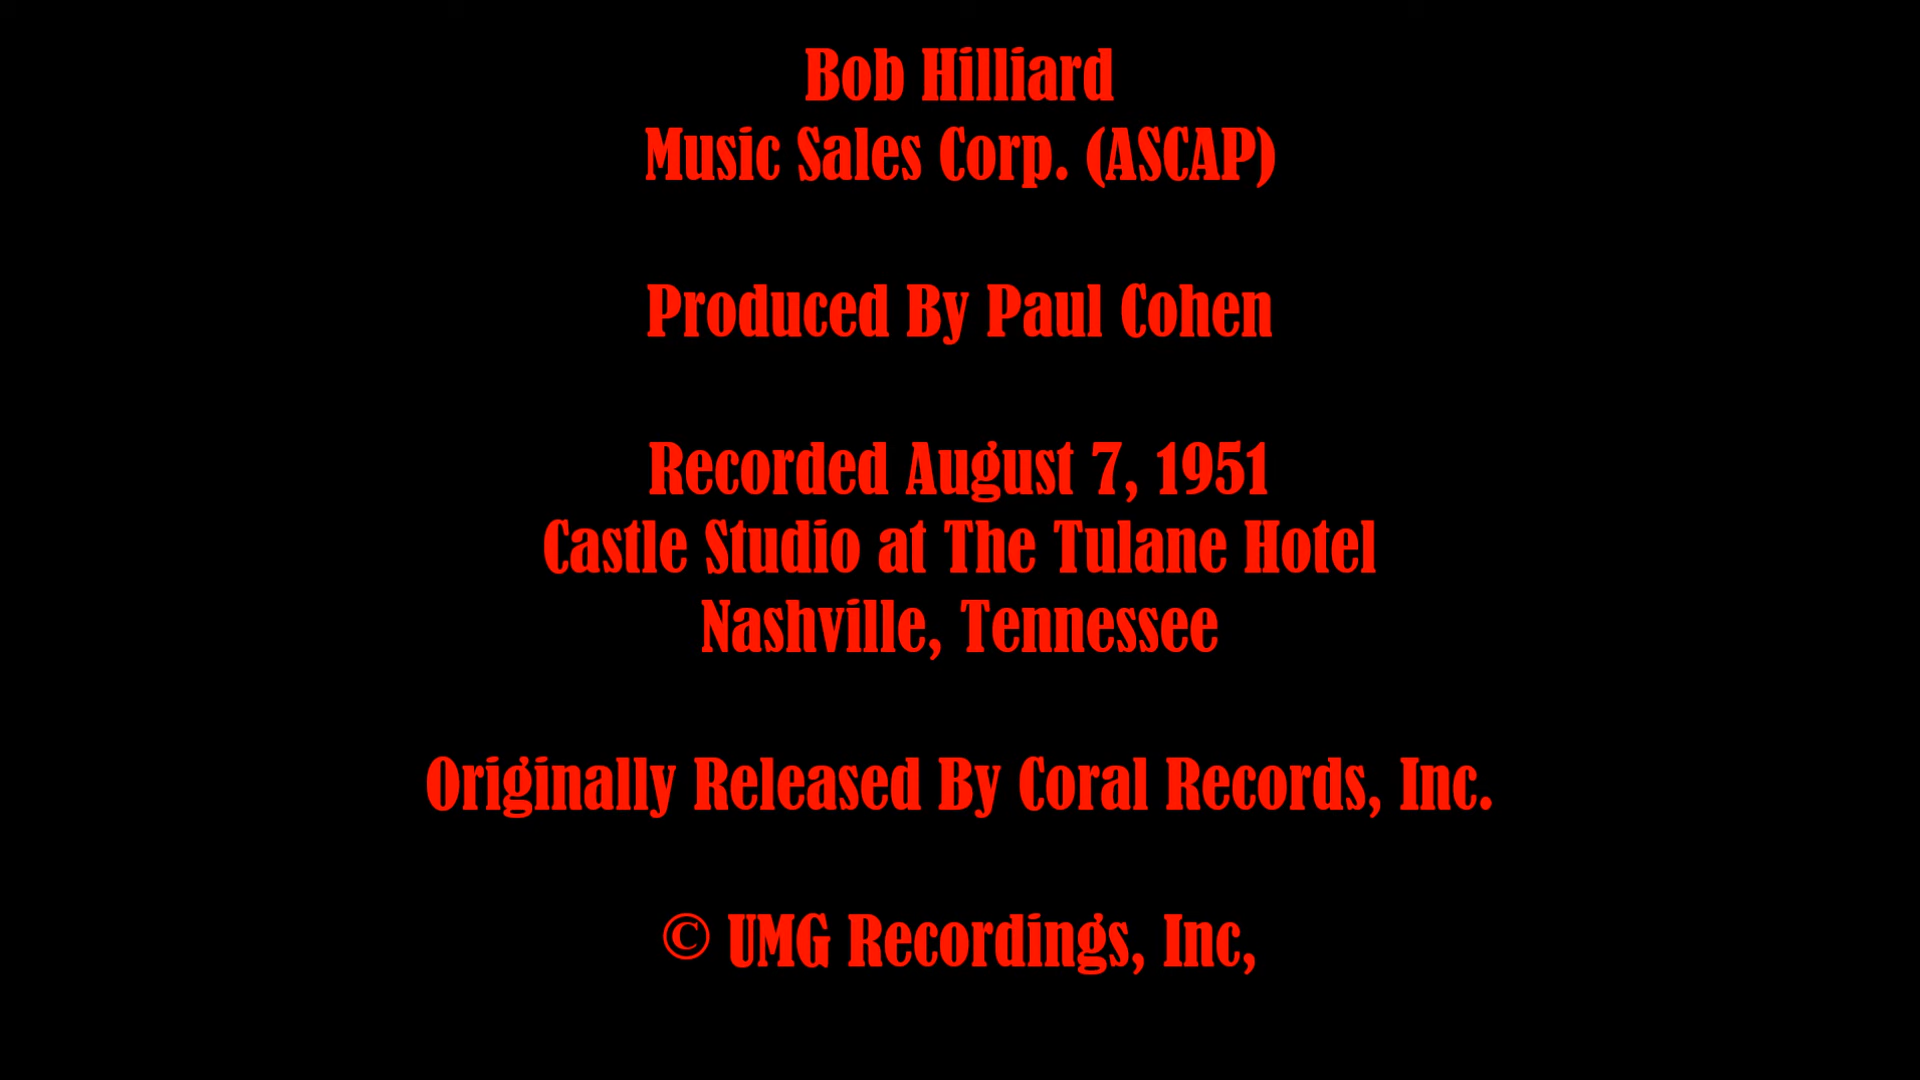 Bob Hilliard
Music Sales Corp. (ASCAP)
Produced By Paul Cohen
Recorded August 7, 1951
Castle Studio at The Tulane Hotel
Nashville, Tennessee
Originally Released By Coral Records, Inc.
© UMG Recordings, Inc,